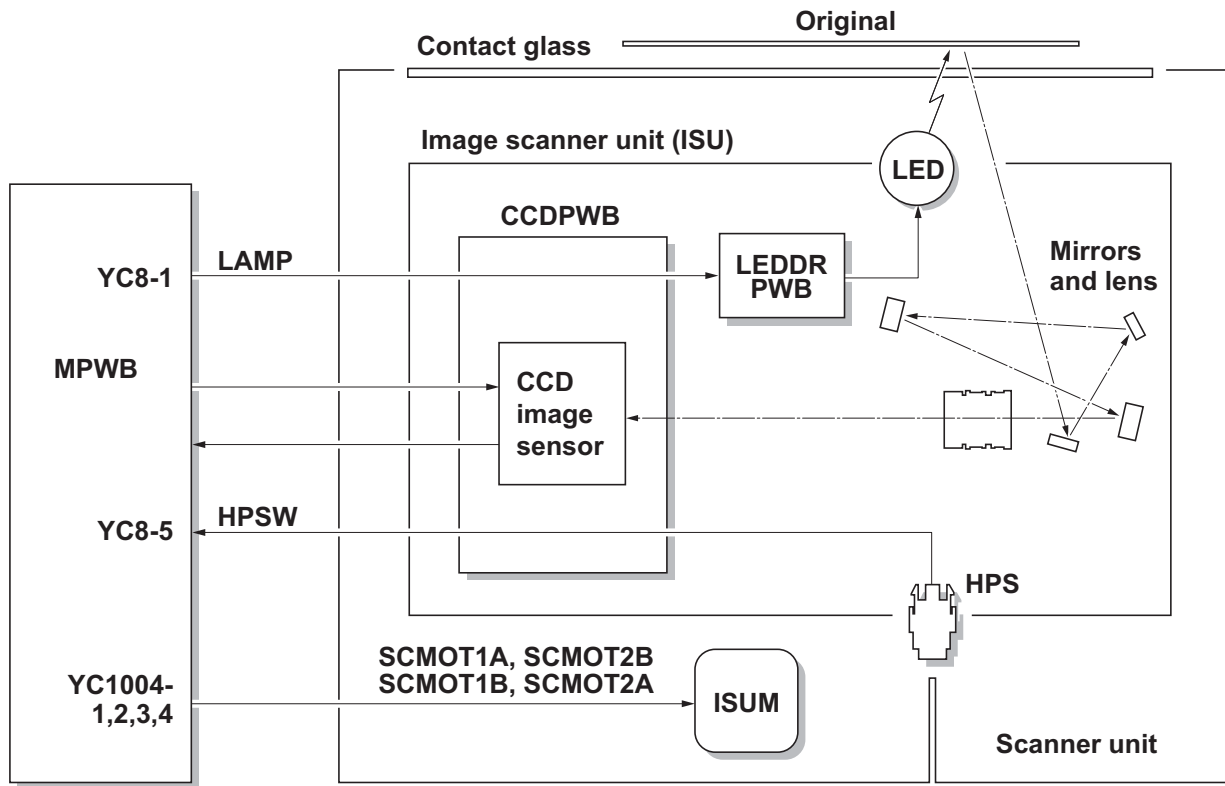 Original
Contact glass
Image scanner unit (ISU)
LED
CCDPWB
YC8-1
LAMP
LEDDR
PWB
Mirrors
and lens
MPWB
CCD
image
sensor
YC8-5
HPSW
HPS
SCMOT1A, SCMOT2B
SCMOT1B, SCMOT2A
YC1004-
1,2,3,4
ISUM
Scanner unit